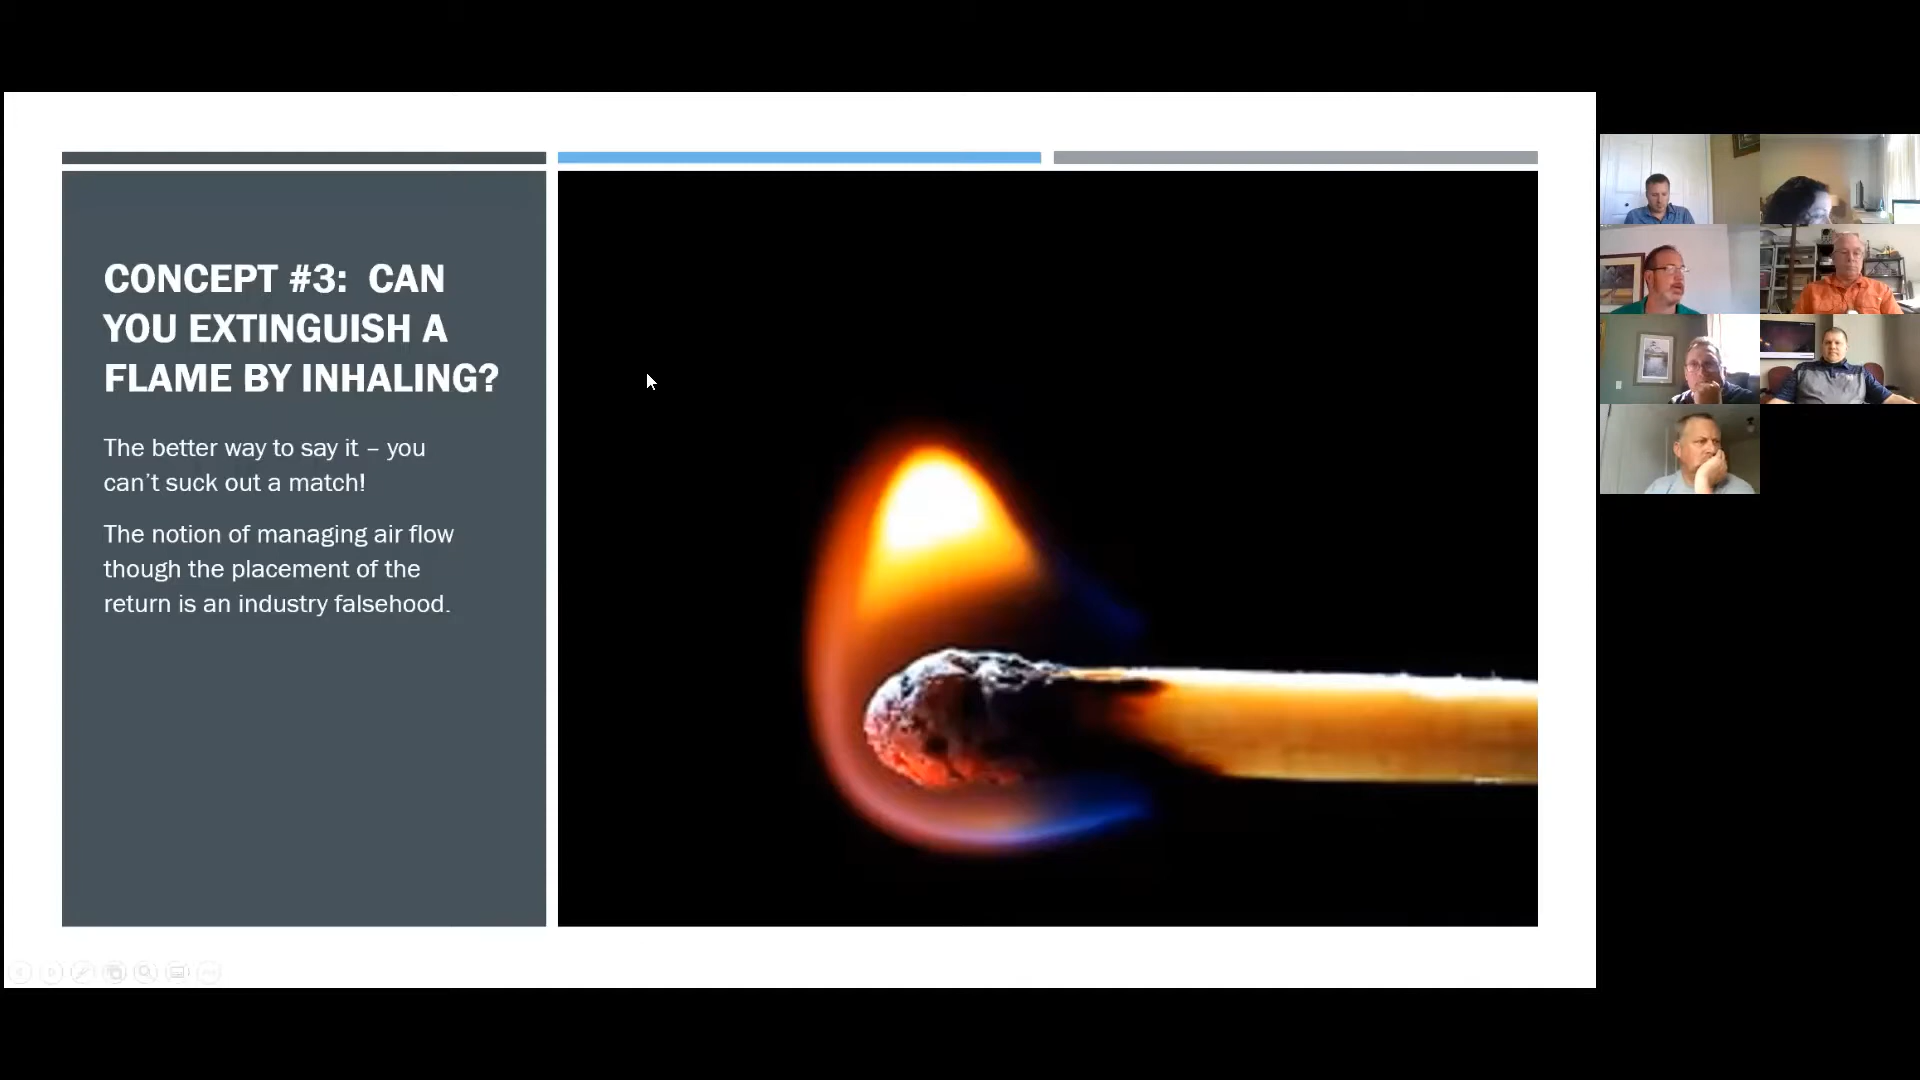 CONCEPT #3:  CAN
YOU EXTINGUISH A
FLAME BY INHALING?
The better way to say it – you
can’t suck out a match!
The notion of managing air flow
though the placement of the
return is an industry falsehood.